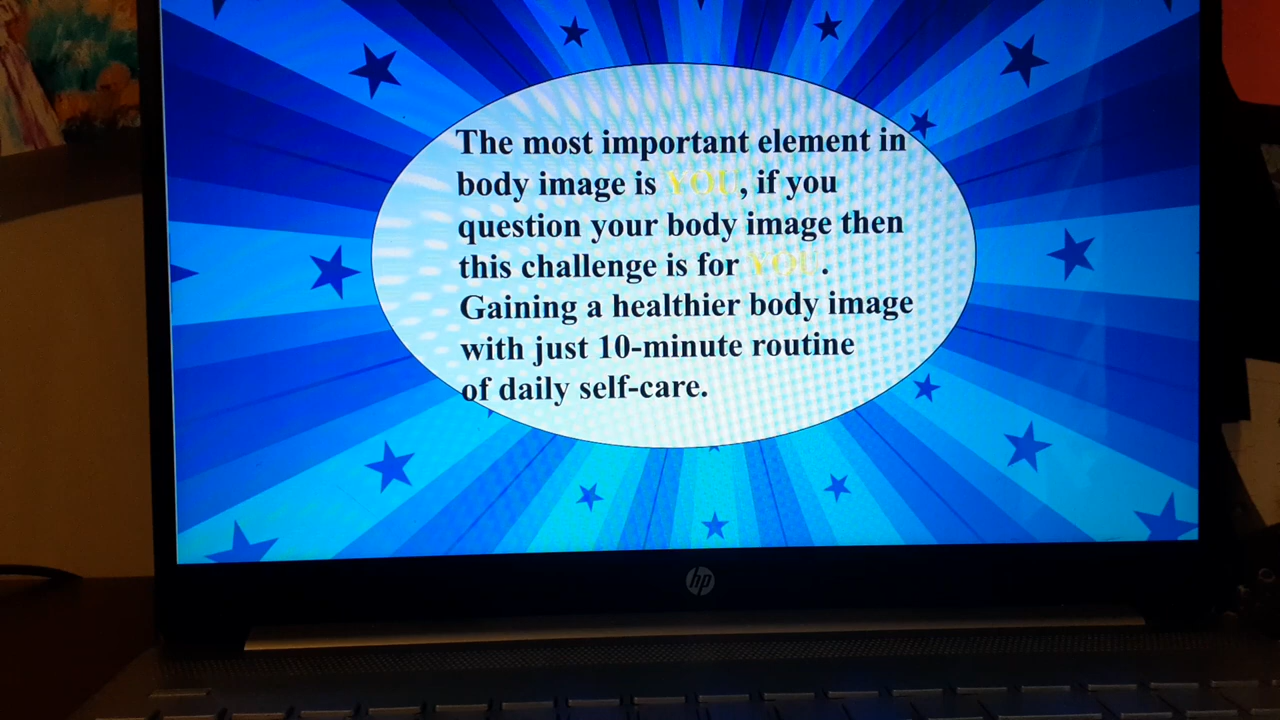 The most important element in
body image is YOU, if you
question your body image then
this challenge is for YOU.
Gaining a healthier body image
with just 10-minute routine
of daily self-care.
hp